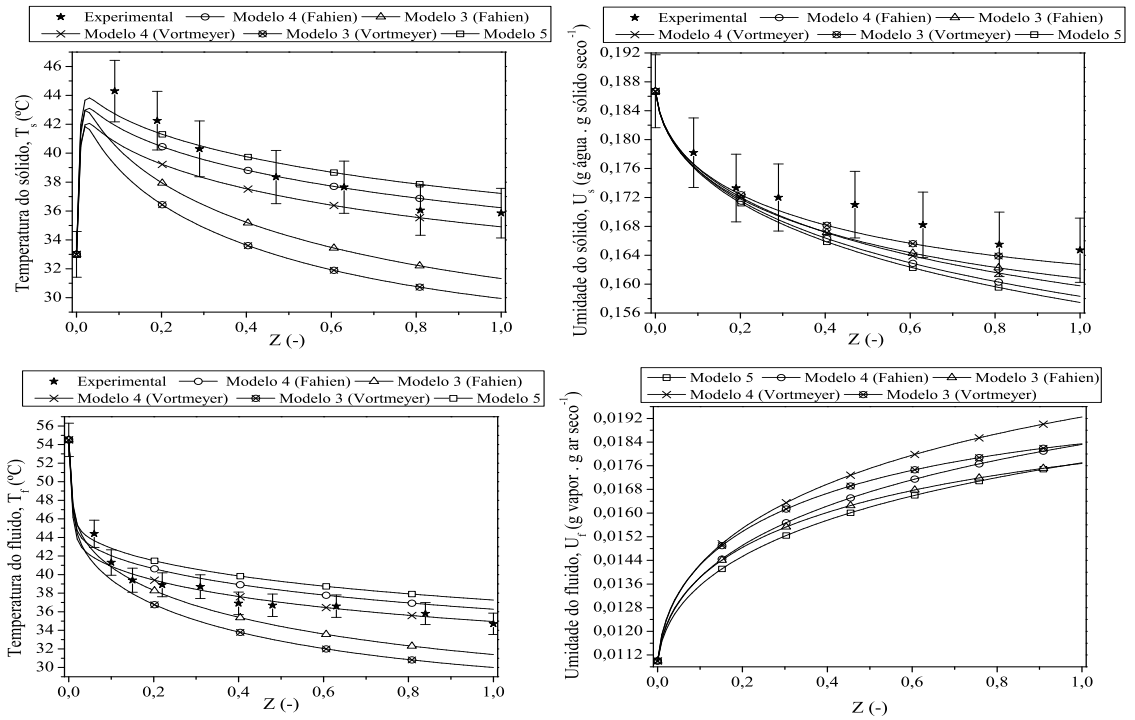 Experimental Modelo 4 (Fahien) Modelo 3 (Fahien)
Modelo 4 (Vortmeyer) Modelo 3 (Vortmeyer) Modelo 5
46
44
42
40
38
36
34
32
30
Temperatura do sólido, Tₛ(ºC)
0,0 0,2 0,4 0,6 0,8 1,0
Z (-)
Experimental Modelo 4 (Fahien) Modelo 3 (Fahien)
Modelo 4 (Vortmeyer) Modelo 3 (Vortmeyer) Modelo 5
0,192
0,188
0,184
0,180
0,176
0,172
0,168
0,164
0,160
0,156
Umidade do sólido, Uₛ (g água . g sólido seco⁻¹)
0,0 0,2 0,4 0,6 0,8 1,0
Z (-)
Experimental Modelo 4 (Fahien) Modelo 3 (Fahien)
Modelo 4 (Vortmeyer) Modelo 3 (Vortmeyer) Modelo 5
56
54
52
50
48
46
44
42
40
38
36
34
32
30
Temperatura do fluido, T_f (ºC)
0,0 0,2 0,4 0,6 0,8 1,0
Z (-)
Modelo 5 Modelo 4 (Fahien) Modelo 3 (Fahien)
Modelo 4 (Vortmeyer) Modelo 3 (Vortmeyer)
0,0192
0,0184
0,0176
0,0168
0,0160
0,0152
0,0144
0,0136
0,0128
0,0120
0,0112
Umidade do fluido, U_f (g vapor . g ar seco⁻¹)
0,0 0,2 0,4 0,6 0,8 1,0
Z (-)